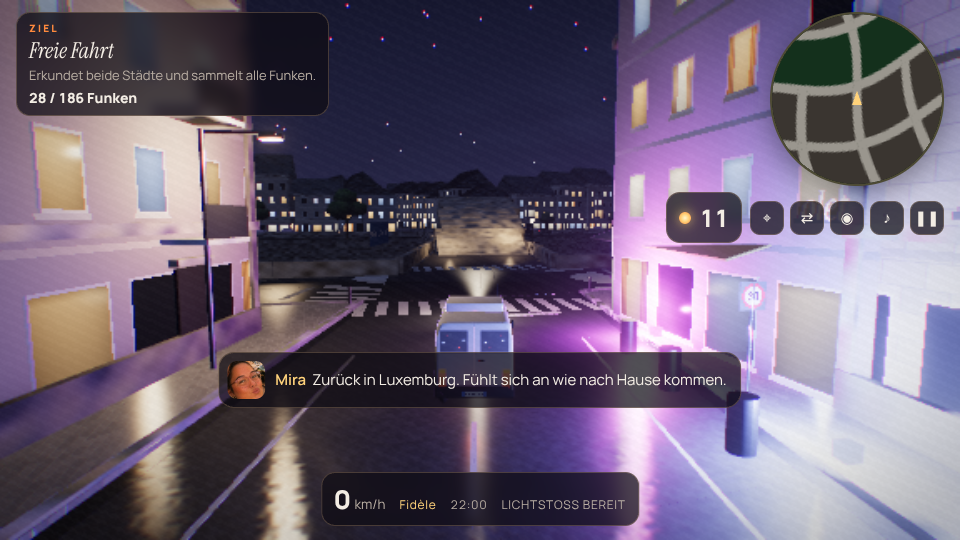 ZIEL
Freie Fahrt
Erkundet beide Städte und sammelt alle Funken.
28 / 186 Funken
11
30
Mira Zurück in Luxemburg. Fühlt sich an wie nach Hause kommen.
0 km/h Fidèle 22:00 LICHTSTOSS BEREIT